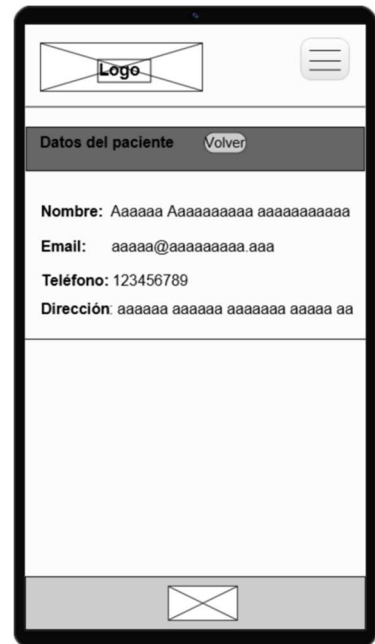 Logo
Datos del paciente Volver
Nombre: Aaaaaa Aaaaaaaaaa aaaaaaaaaaa
Email: aaaaa@aaaaaaaaa.aaa
Teléfono: 123456789
Dirección: aaaaaa aaaaaa aaaaaaa aaaaa aa